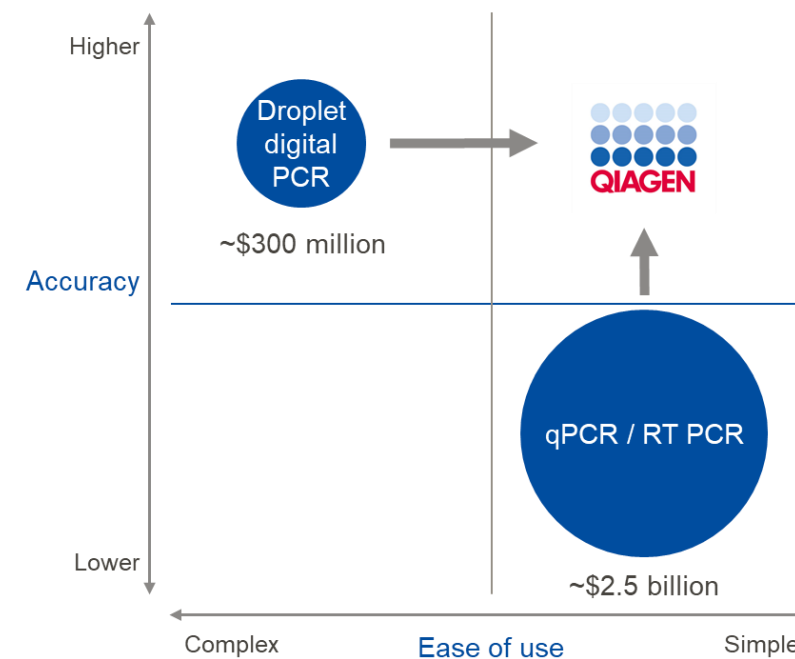 Higher
Droplet
digital
PCR
QIAGEN
~$300 million
Accuracy
qPCR / RT PCR
Lower
~$2.5 billion
Complex
Ease of use
Simple